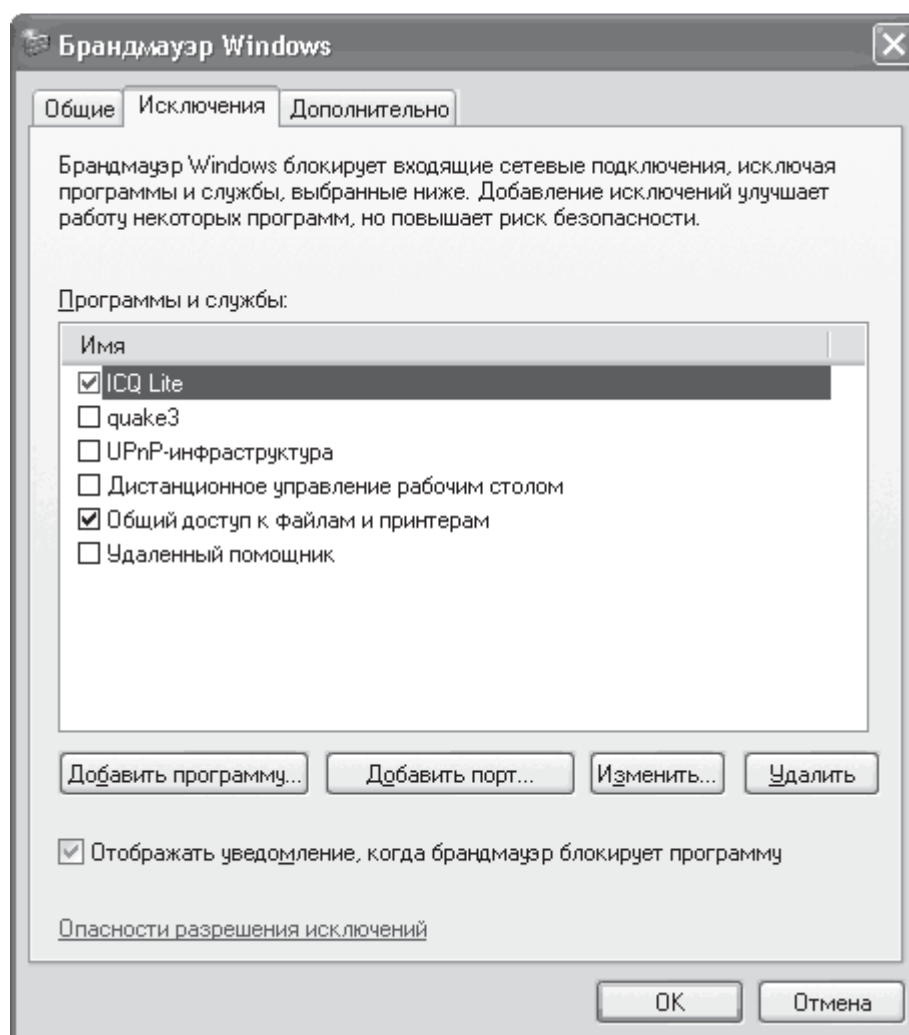 Брандмауэр Windows
Общие
Исключения
Дополнительно
Брандмауэр Windows блокирует входящие сетевые подключения, исключая
программы и службы, выбранные ниже. Добавление исключений улучшает
работу некоторых программ, но повышает риск безопасности.
Программы и службы:
Имя
ICQ Lite
quake3
UPnP-инфраструктура
Дистанционное управление рабочим столом
Общий доступ к файлам и принтерам
Удаленный помощник
Добавить программу... Добавить порт... Изменить... Удалить
Отображать уведомление, когда брандмауэр блокирует программу
Опасности разрешения исключений
OK Отмена